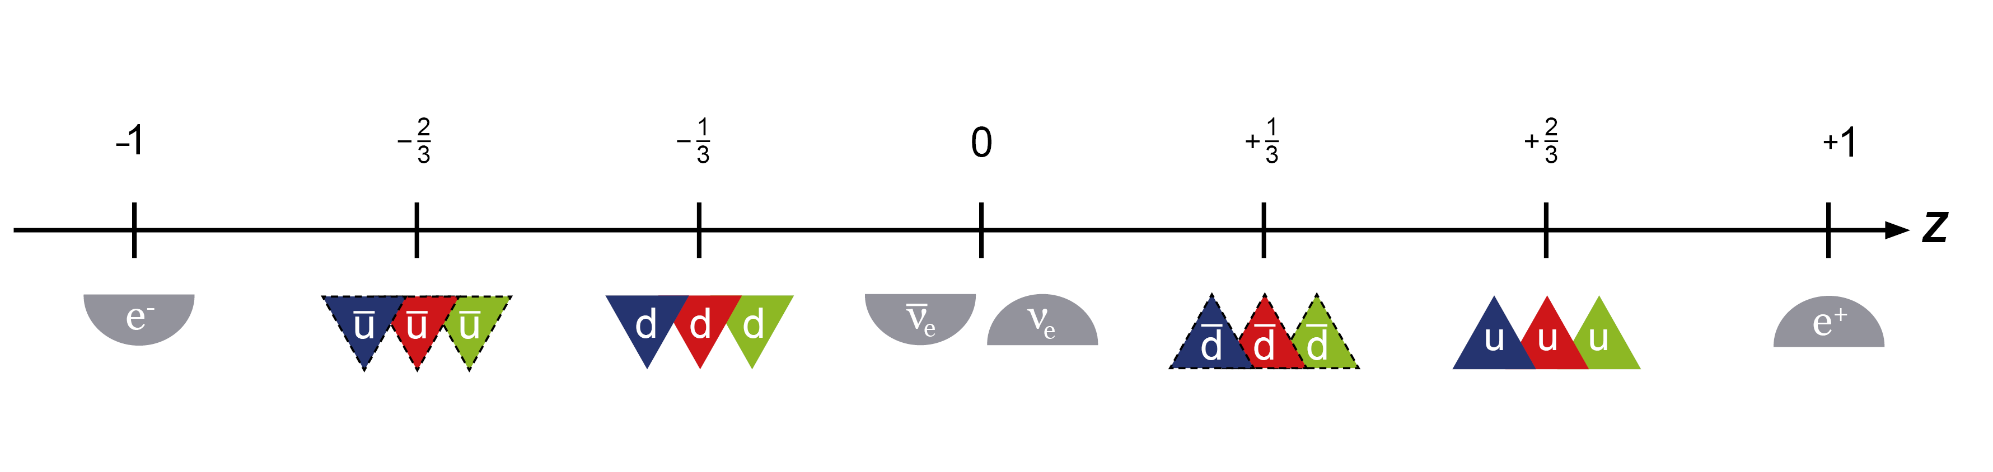 -1 −2/3 −1/3 0 +1/3 +2/3 +1
Z
e⁻ u̅ u̅ u̅ d d d ν̅ₑ νₑ d̅ d̅ d̅ u u u e⁺